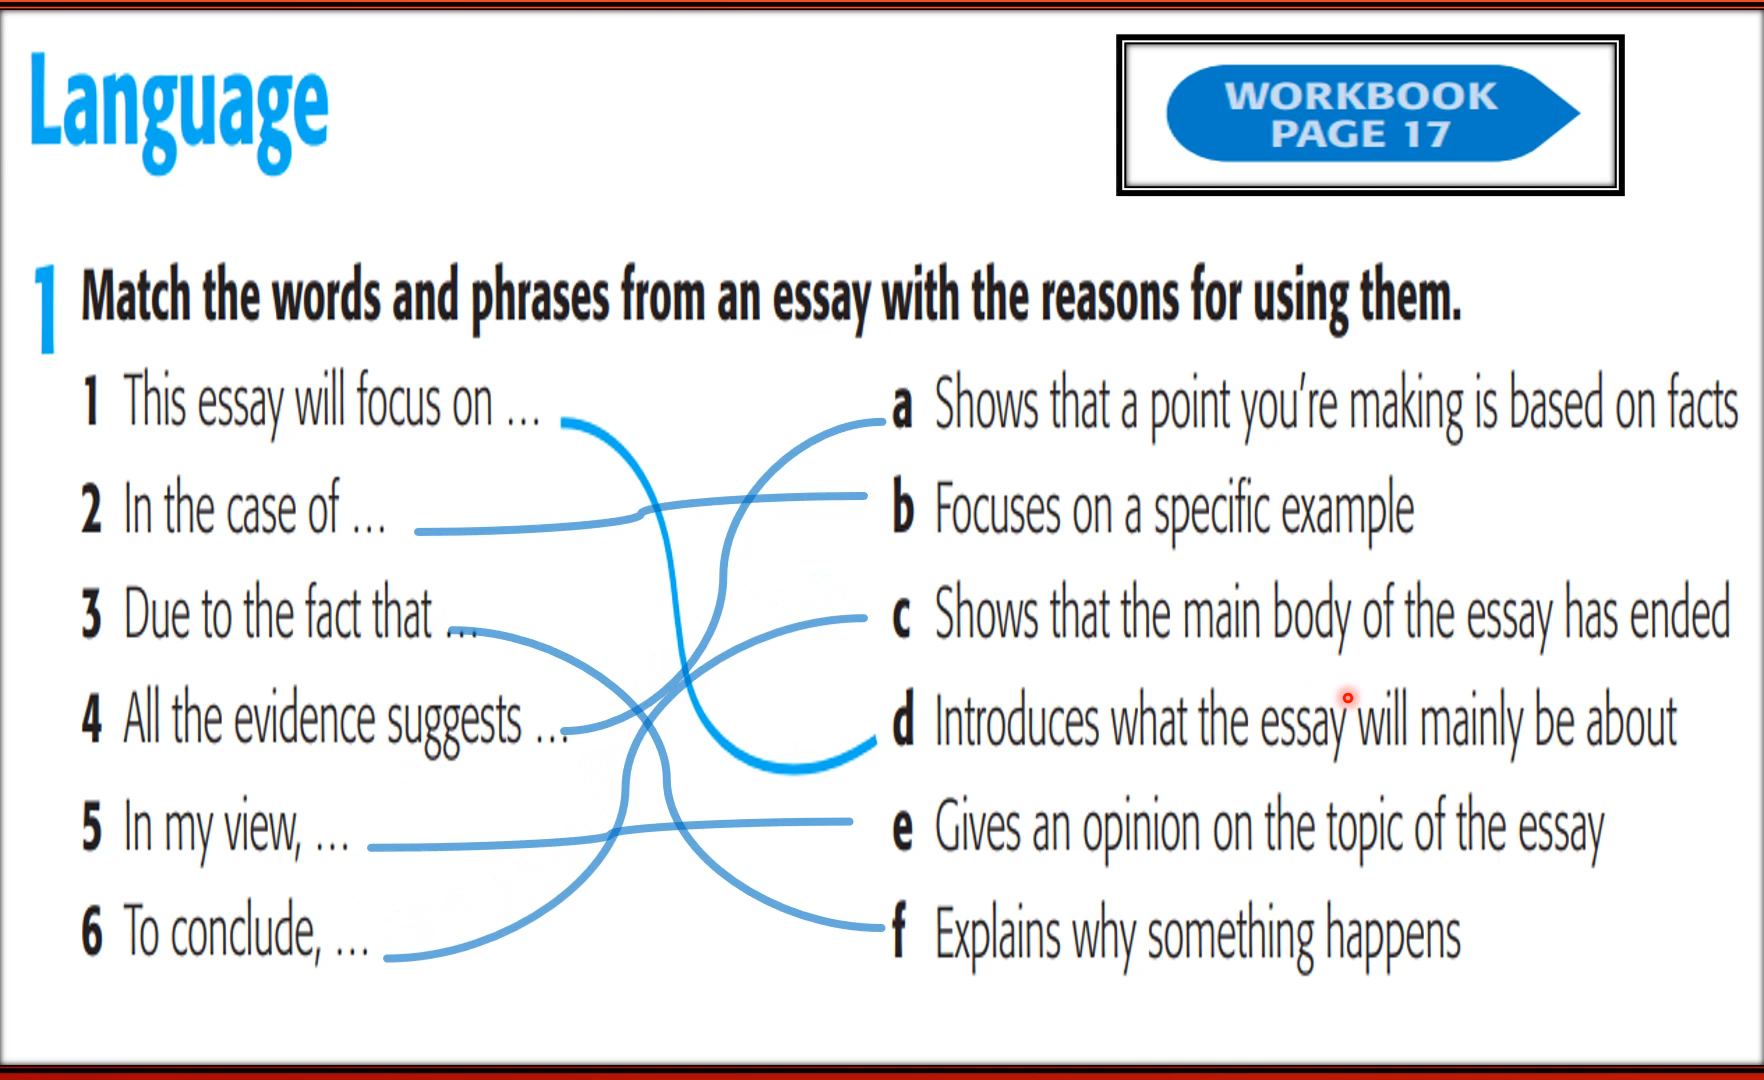 Language
WORKBOOK
PAGE 17
1 Match the words and phrases from an essay with the reasons for using them.
1 This essay will focus on ...
2 In the case of ...
3 Due to the fact that ...
4 All the evidence suggests ...
5 In my view, ...
6 To conclude, ...
a Shows that a point you're making is based on facts
b Focuses on a specific example
c Shows that the main body of the essay has ended
d Introduces what the essay will mainly be about
e Gives an opinion on the topic of the essay
f Explains why something happens